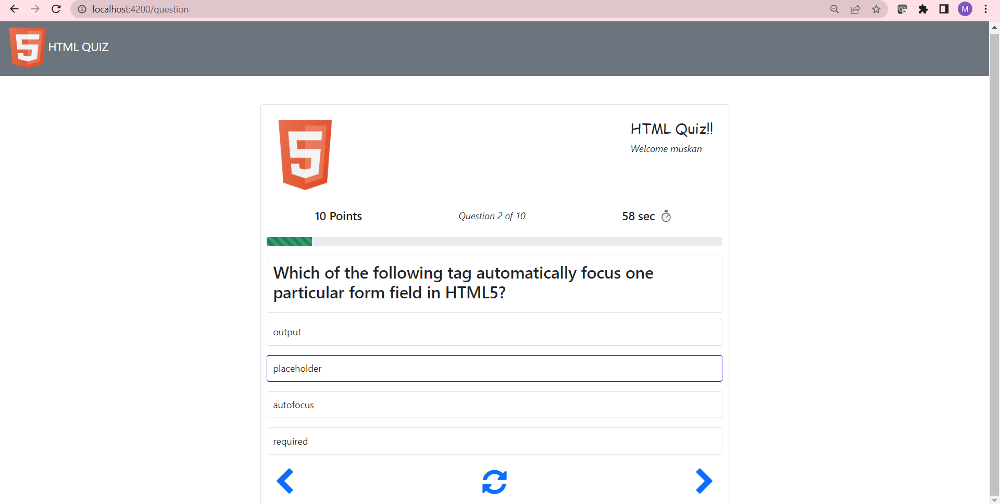 localhost:4200/question
M
HTML QUIZ
HTML Quiz!!
Welcome muskan
10 Points
Question 2 of 10
58 sec
Which of the following tag automatically focus one
particular form field in HTML5?
output
placeholder
autofocus
required